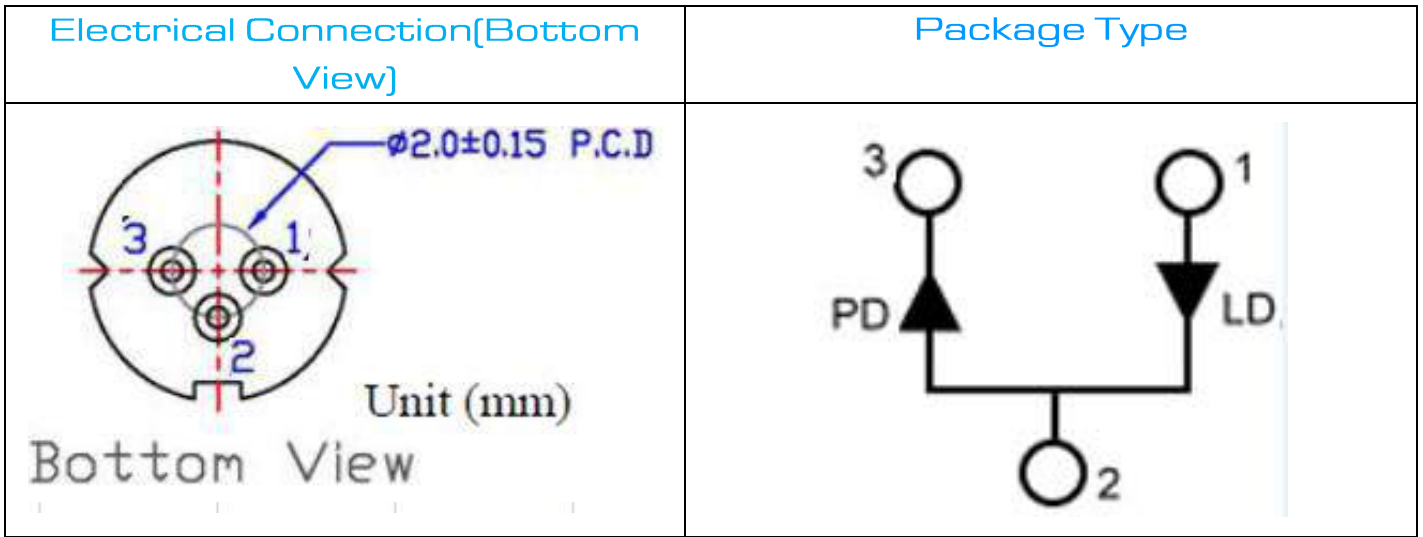 Electrical Connection(Bottom
View)
Package Type
ø2.0±0.15 P.C.D
3
1
2
Unit (mm)
Bottom View
3
1
PD
LD
2